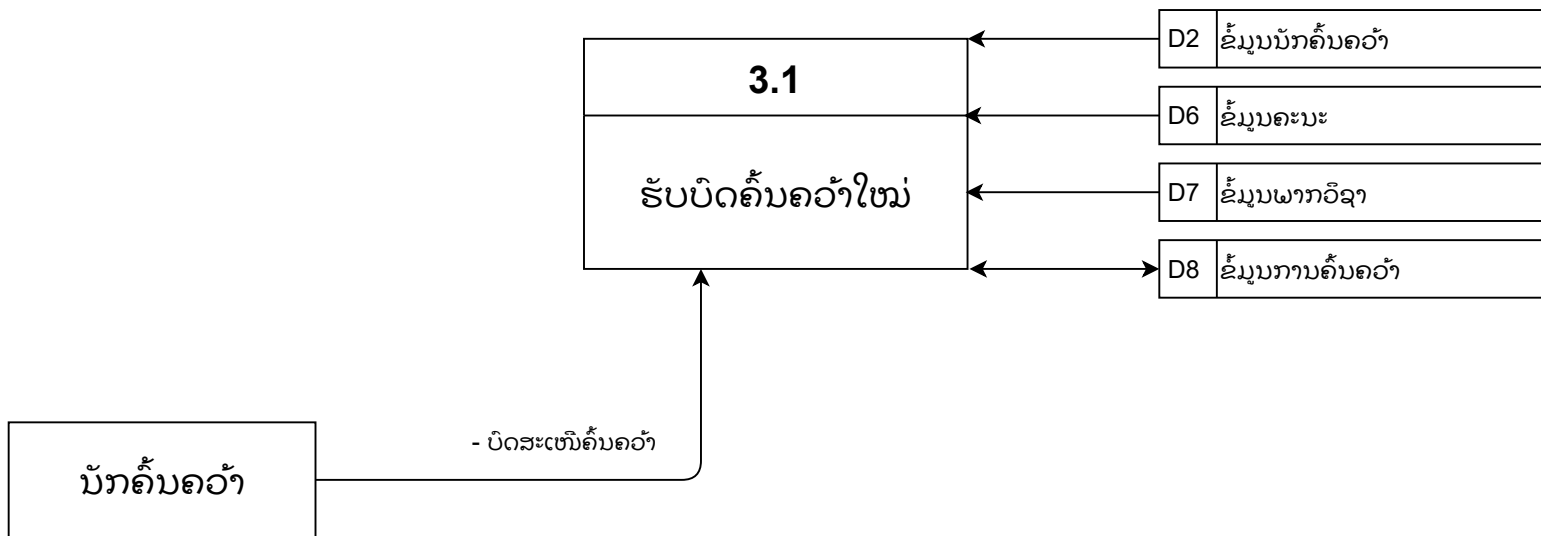 D2 ຂໍ້ມູນນັກຄົ້ນຄວ້າ
3.1
D6 ຂໍ້ມູນຄະນະ
ຮັບບົດຄົ້ນຄວ້າໃໝ່
D7 ຂໍ້ມູນພາກວິຊາ
D8 ຂໍ້ມູນການຄົ້ນຄວ້າ
- ບົດສະເໜີຄົ້ນຄວ້າ
ນັກຄົ້ນຄວ້າ